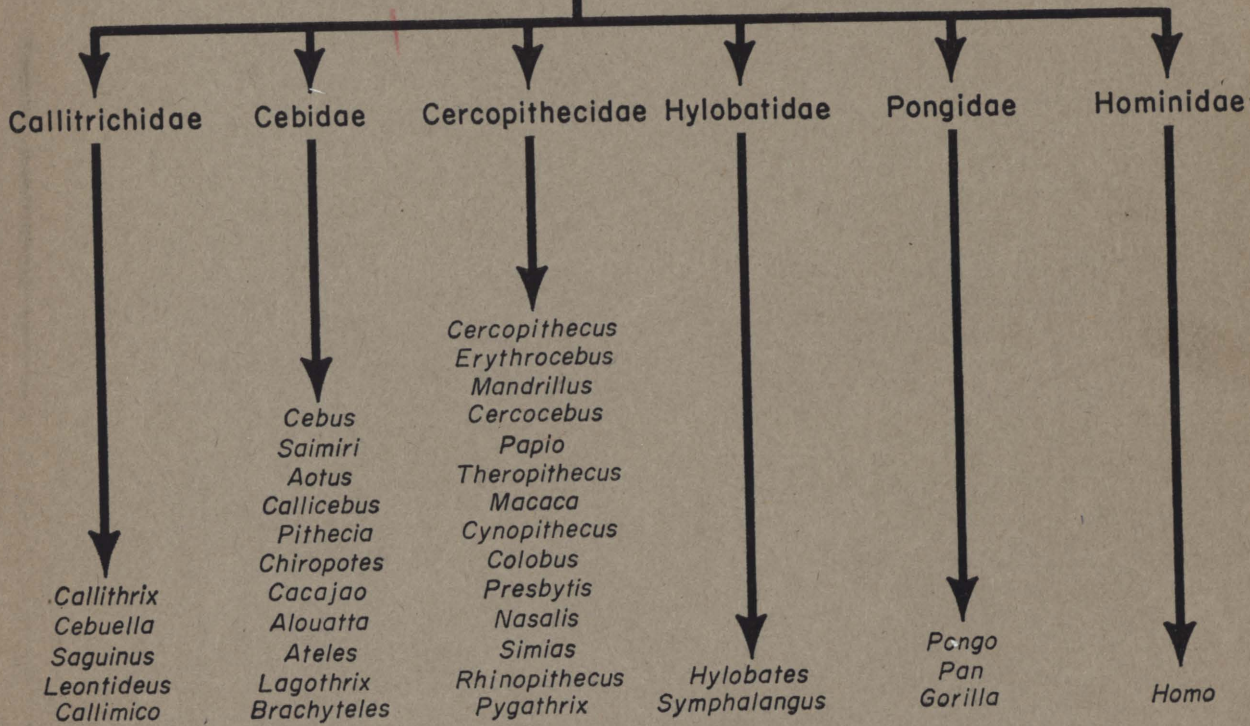 Callitrichidae
Cebidae
Cercopithecidae
Hylobatidae
Pongidae
Hominidae
Callithrix
Cebuella
Saguinus
Leontideus
Callimico
Cebus
Saimiri
Aotus
Callicebus
Pithecia
Chiropotes
Cacajao
Alouatta
Ateles
Lagothrix
Brachyteles
Cercopithecus
Erythrocebus
Mandrillus
Cercocebus
Papio
Theropithecus
Macaca
Cynopithecus
Colobus
Presbytis
Nasalis
Simias
Rhinopithecus
Pygathrix
Hylobates
Symphalangus
Pongo
Pan
Gorilla
Homo